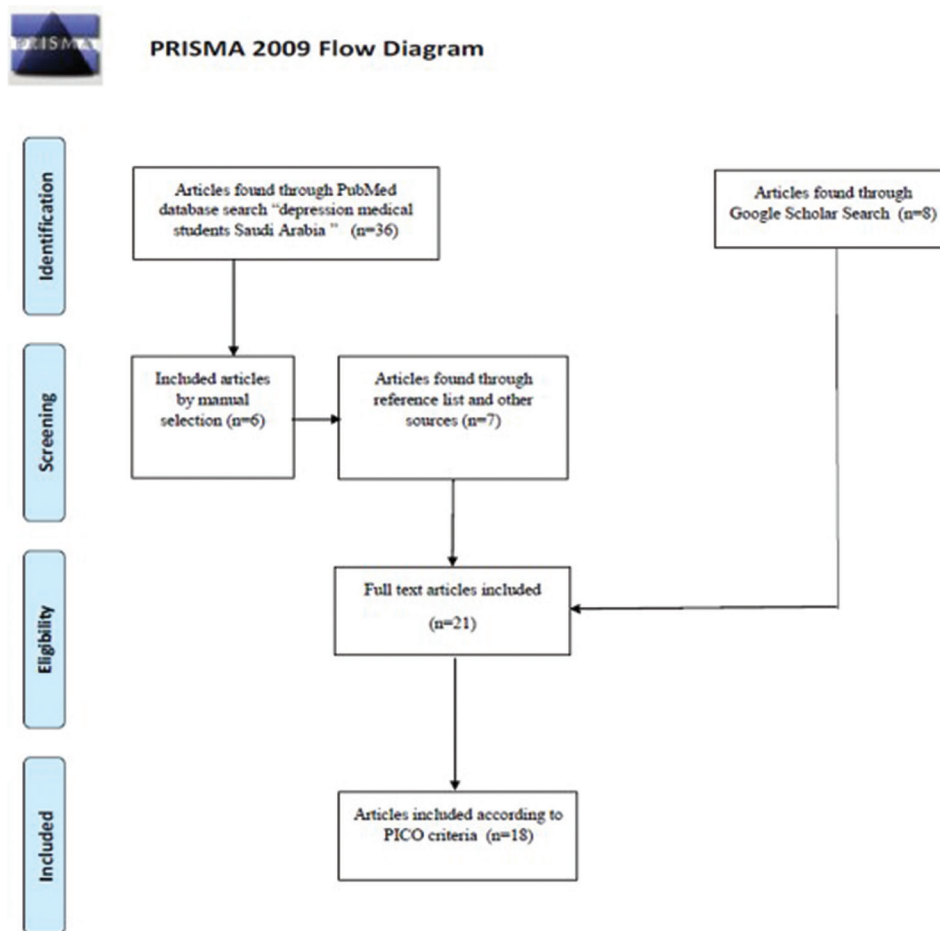 PRISMA
PRISMA 2009 Flow Diagram
Identification
Articles found through PubMed
database search “depression medical
students Saudi Arabia ” (n=36)
Articles found through
Google Scholar Search (n=8)
Screening
Included articles
by manual
selection (n=6)
Articles found through
reference list and other
sources (n=7)
Eligibility
Full text articles included
(n=21)
Included
Articles included according to
PICO criteria (n=18)